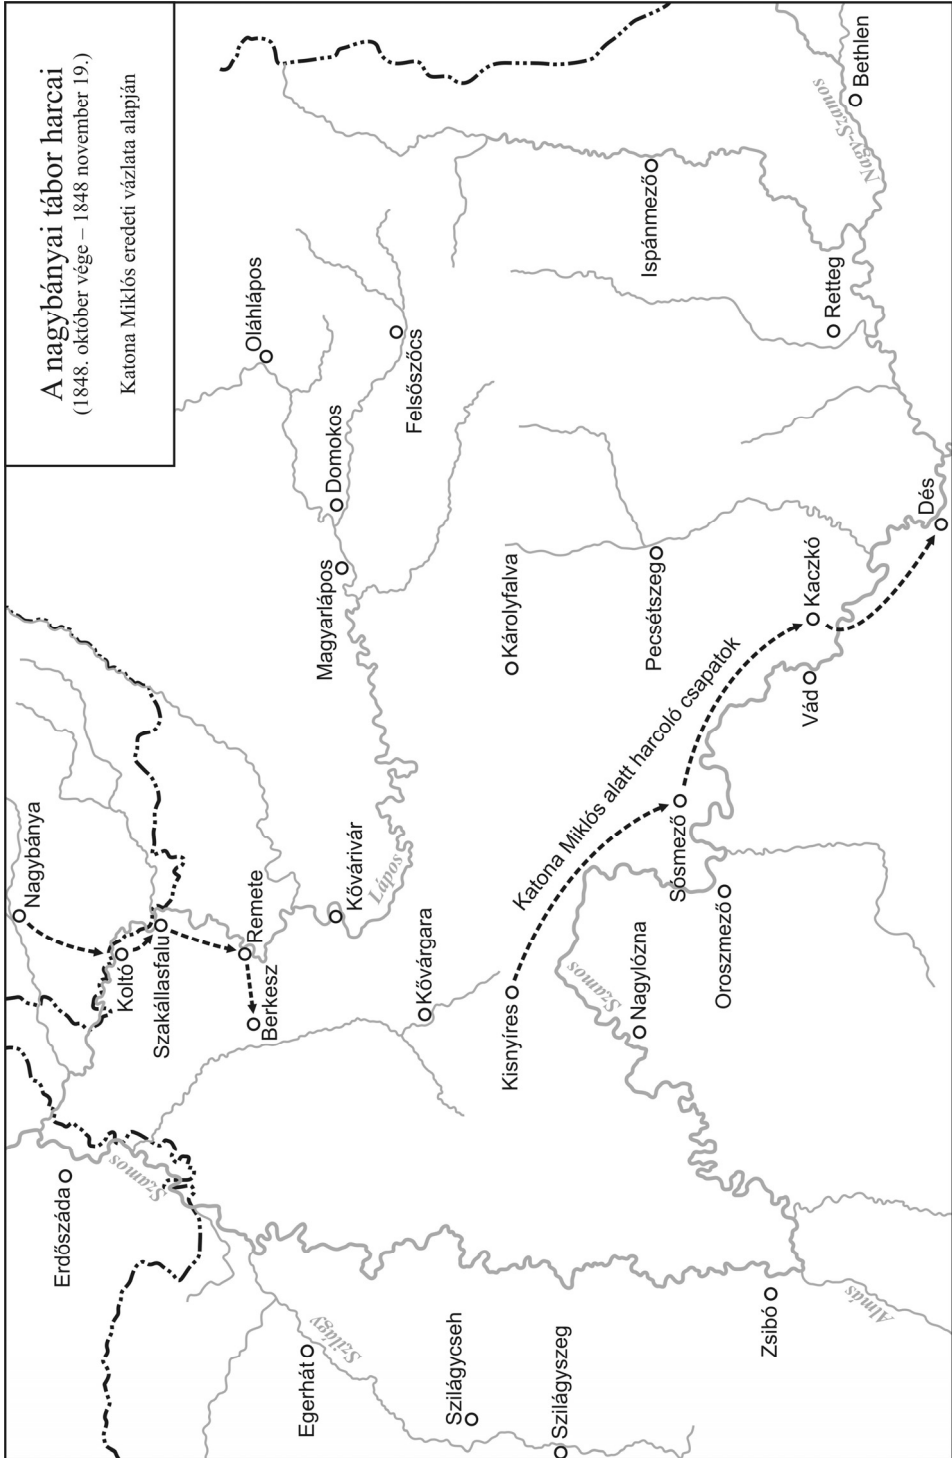 A nagybányai tábor harcai
(1848. október vége – 1848 november 19.)
Katona Miklós eredeti vázlata alapján
Erdőszáda
Nagybánya
Koltó
Szakállasfalu
Remete
Berkesz
Szamos
Egerhát
Szilágy
Szilágycseh
Szilágyszeg
Zsibó
Almás
Kővárivár
Lápos
Kővárgara
Kisnyíres
Katona Miklós alatt harcoló csapatok
Szamos
Nagylózna
Oroszmező
Sósmező
Magyarlápos
Domokos
Oláhlápos
Felsőszőcs
Károlyfalva
Pecsétszeg
Vád
Kaczkó
Dés
Ispánmező
Retteg
Nagy-Szamos
Bethlen